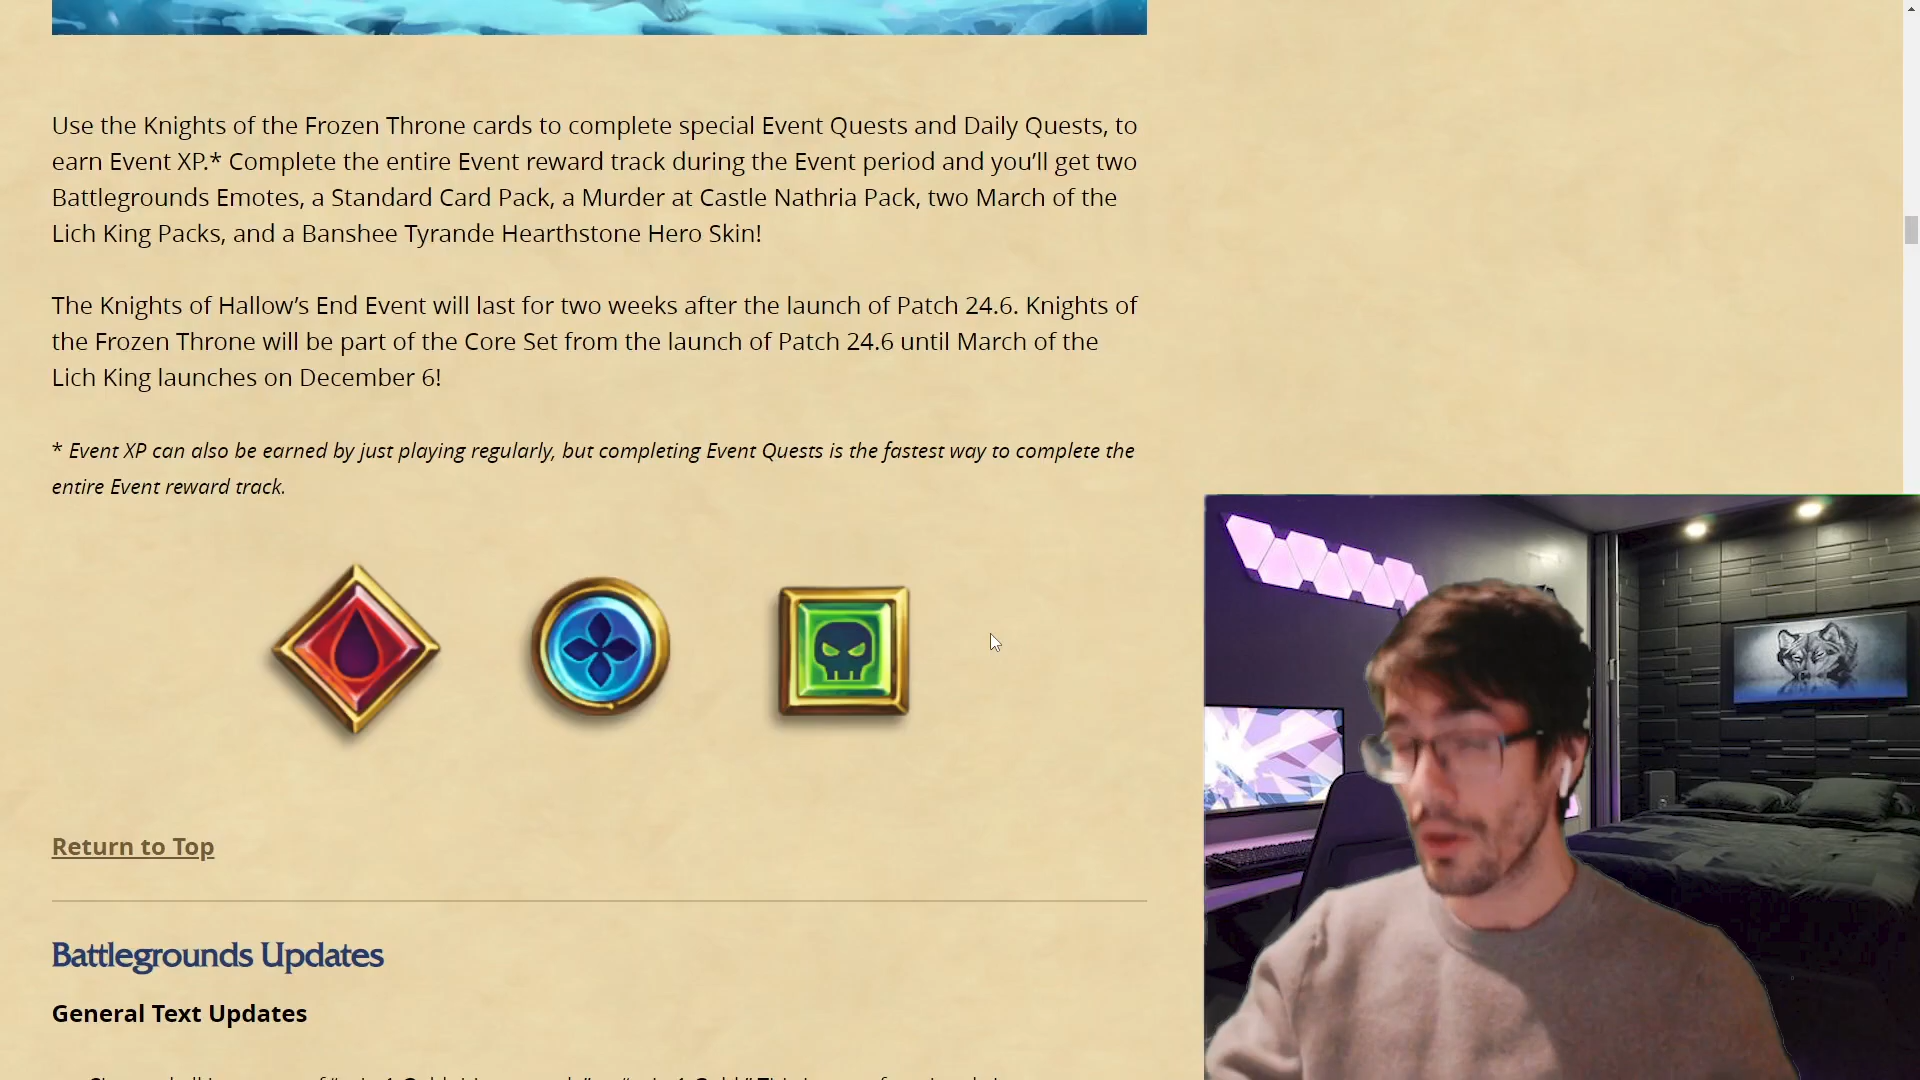 Use the Knights of the Frozen Throne cards to complete special Event Quests and Daily Quests, to
earn Event XP.* Complete the entire Event reward track during the Event period and you’ll get two
Battlegrounds Emotes, a Standard Card Pack, a Murder at Castle Nathria Pack, two March of the
Lich King Packs, and a Banshee Tyrande Hearthstone Hero Skin!
The Knights of Hallow’s End Event will last for two weeks after the launch of Patch 24.6. Knights of
the Frozen Throne will be part of the Core Set from the launch of Patch 24.6 until March of the
Lich King launches on December 6!
* Event XP can also be earned by just playing regularly, but completing Event Quests is the fastest way to complete the
entire Event reward track.
Return to Top
Battlegrounds Updates
General Text Updates